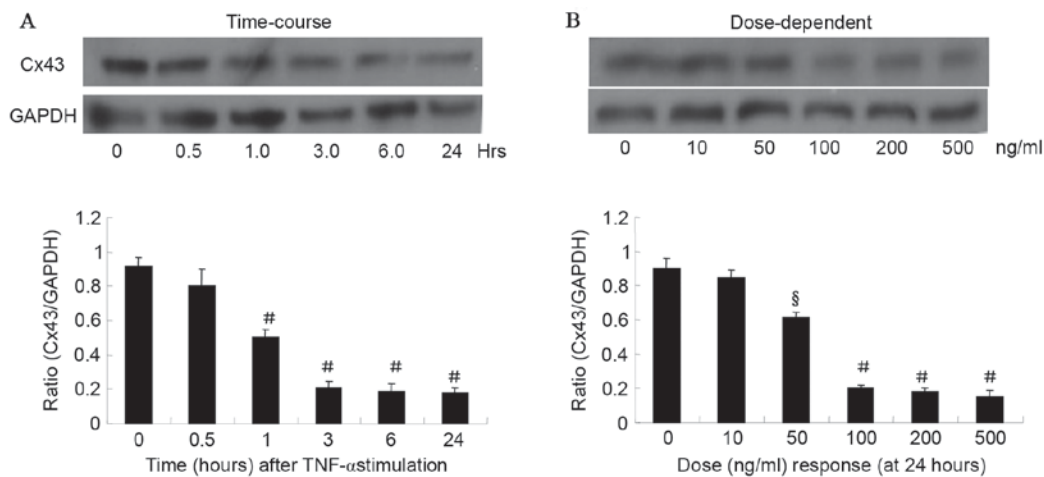 A
Time-course
Cx43
GAPDH
0 0.5 1.0 3.0 6.0 24 Hrs
Ratio (Cx43/GAPDH)
1.2
1
0.8
0.6
0.4
0.2
0
#
#
#
#
0 0.5 1 3 6 24
Time (hours) after TNF-αstimulation
B
Dose-dependent
0 10 50 100 200 500 ng/ml
Ratio (Cx43/GAPDH)
1.2
1
0.8
0.6
0.4
0.2
0
§
#
#
#
0 10 50 100 200 500
Dose (ng/ml) response (at 24 hours)